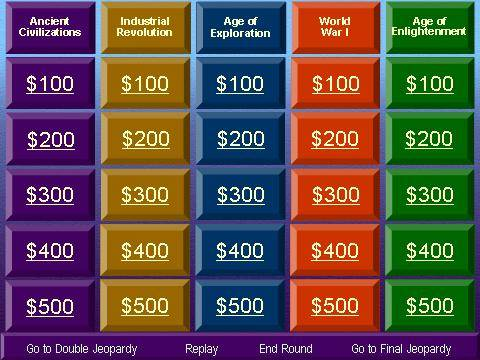 Ancient
Civilizations
Industrial
Revolution
Age of
Exploration
World
War I
Age of
Enlightenment
$100 $100 $100 $100 $100
$200 $200 $200 $200 $200
$300 $300 $300 $300 $300
$400 $400 $400 $400 $400
$500 $500 $500 $500 $500
Go to Double Jeopardy Replay End Round Go to Final Jeopardy